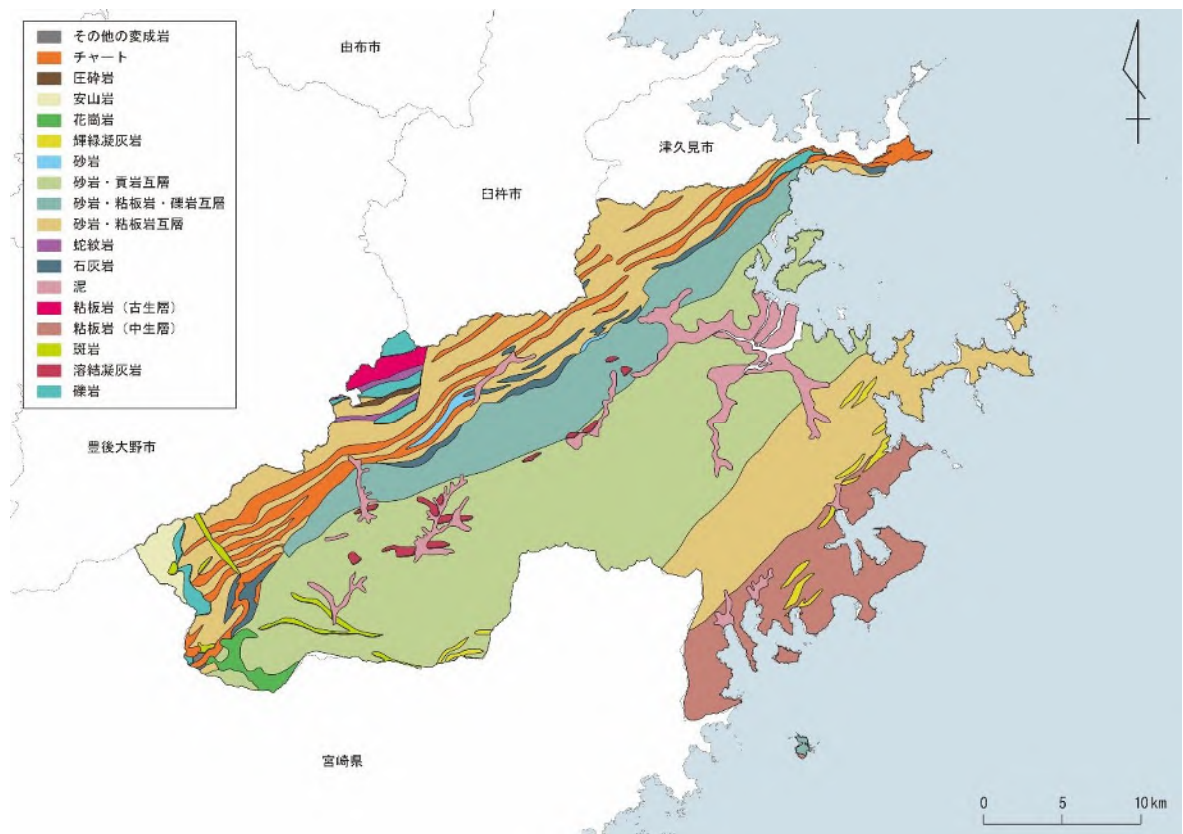 その他の変成岩
チャート
圧砕岩
安山岩
花崗岩
輝緑凝灰岩
砂岩
砂岩・頁岩互層
砂岩・粘板岩・礫岩互層
砂岩・粘板岩互層
蛇紋岩
石灰岩
泥
粘板岩（古生層）
粘板岩（中生層）
斑岩
溶結凝灰岩
礫岩
由布市
津久見市
臼杵市
豊後大野市
宮崎県
0 5 10km